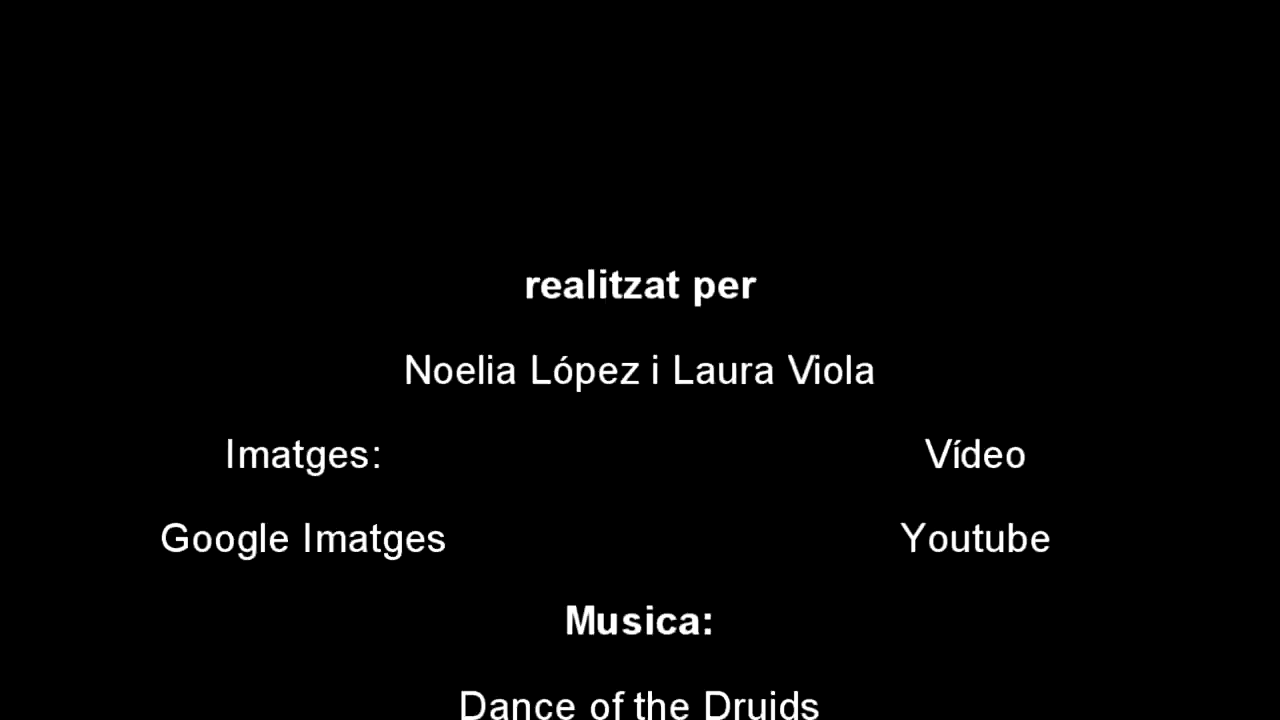 realitzat per
Noelia López i Laura Viola
Imatges: Vídeo
Google Imatges Youtube
Musica:
Dance of the Druids